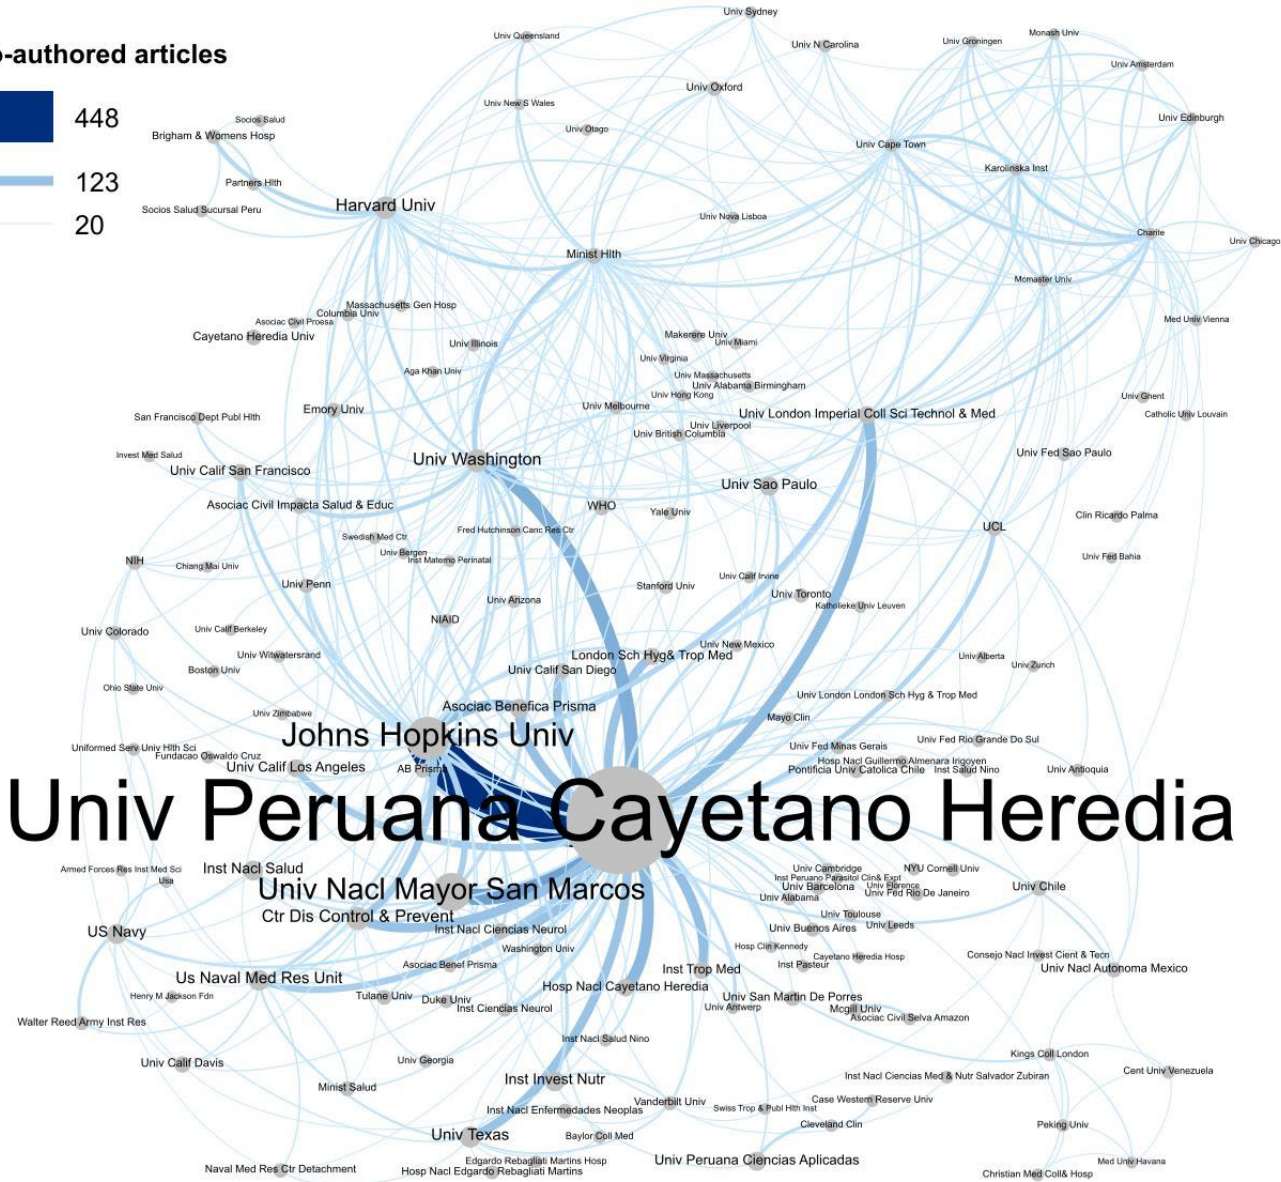 o-authored articles
448
123
20
Univ Sydney
Univ Queensland
Univ N Carolina
Univ Groningen
Monash Univ
Univ Amsterdam
Univ Oxford
Univ New S Wales
Socios Salud
Brigham & Womens Hosp
Univ Otago
Univ Edinburgh
Univ Cape Town
Karolinska Inst
Partners Hlth
Harvard Univ
Socios Salud Sucursal Peru
Univ Nova Lisboa
Charite
Univ Chicago
Minist Hlth
Mcmaster Univ
Massachusetts Gen Hosp
Columbia Univ
Asociac Civil Proesa
Cayetano Heredia Univ
Med Univ Vienna
Univ Illinois
Makerere Univ
Univ Miami
Univ Virginia
Aga Khan Univ
Univ Massachusetts
Univ Alabama Birmingham
Univ Hong Kong
Univ Ghent
Emory Univ
Univ Melbourne
Univ London Imperial Coll Sci Technol & Med
Catholic Univ Louvain
San Francisco Dept Publ Hlth
Univ Liverpool
Univ British Columbia
Invest Med Salud
Univ Washington
Univ Fed Sao Paulo
Univ Calif San Francisco
Univ Sao Paulo
Asociac Civil Impacta Salud & Educ
WHO
Yale Univ
Clin Ricardo Palma
UCL
Fred Hutchinson Canc Res Ctr
Swedish Med Ctr
Univ Bergen
Inst Materno Perinatal
Univ Fed Bahia
NIH
Chiang Mai Univ
Univ Penn
Stanford Univ
Univ Calif Irvine
Univ Toronto
Univ Arizona
Katholieke Univ Leuven
NIAID
Univ Colorado
Univ Calif Berkeley
Univ New Mexico
Univ Witwatersrand
London Sch Hyg& Trop Med
Univ Alberta
Univ Zurich
Boston Univ
Univ Calif San Diego
Ohio State Univ
Univ London London Sch Hyg & Trop Med
Asociac Benefica Prisma
Univ Zimbabwe
Mayo Clin
Johns Hopkins Univ
Univ Fed Rio Grande Do Sul
Uniformed Serv Univ Hlth Sci
Univ Fed Minas Gerais
Fundacao Oswaldo Cruz
Hosp Nacl Guillermo Almenara Irigoyen
Univ Calif Los Angeles
AB Prisma
Pontificia Univ Catolica Chile
Inst Salud Nino
Univ Antioquia
Univ Peruana Cayetano Heredia
Armed Forces Res Inst Med Sci
Inst Nacl Salud
Univ Cambridge
NYU Cornell Univ
Usa
Inst Peruano Parasitol Clin& Expt
Univ Nacl Mayor San Marcos
Univ Barcelona
Univ Florence
Univ Fed Rio De Janeiro
Univ Chile
Univ Alabama
Ctr Dis Control & Prevent
Univ Toulouse
US Navy
Inst Nacl Ciencias Neurol
Univ Buenos Aires
Univ Leeds
Washington Univ
Hosp Clin Kennedy
Cayetano Heredia Hosp
Consejo Nacl Invest Cient & Tecn
Asociac Benef Prisma
Inst Trop Med
Inst Pasteur
Univ Nacl Autonoma Mexico
Us Naval Med Res Unit
Hosp Nacl Cayetano Heredia
Henry M Jackson Fdn
Tulane Univ
Duke Univ
Univ San Martin De Porres
Inst Ciencias Neurol
Univ Antwerp
Mcgill Univ
Asociac Civil Selva Amazon
Walter Reed Army Inst Res
Inst Nacl Salud Nino
Kings Coll London
Univ Calif Davis
Univ Georgia
Cent Univ Venezuela
Inst Invest Nutr
Inst Nacl Ciencias Med & Nutr Salvador Zubiran
Minist Salud
Vanderbilt Univ
Case Western Reserve Univ
Inst Nacl Enfermedades Neoplas
Swiss Trop & Publ Hlth Inst
Cleveland Clin
Peking Univ
Univ Texas
Baylor Coll Med
Edgardo Rebagliati Martins Hosp
Univ Peruana Ciencias Aplicadas
Med Univ Havana
Naval Med Res Ctr Detachment
Hosp Nacl Edgardo Rebagliati Martins
Christian Med Coll& Hosp